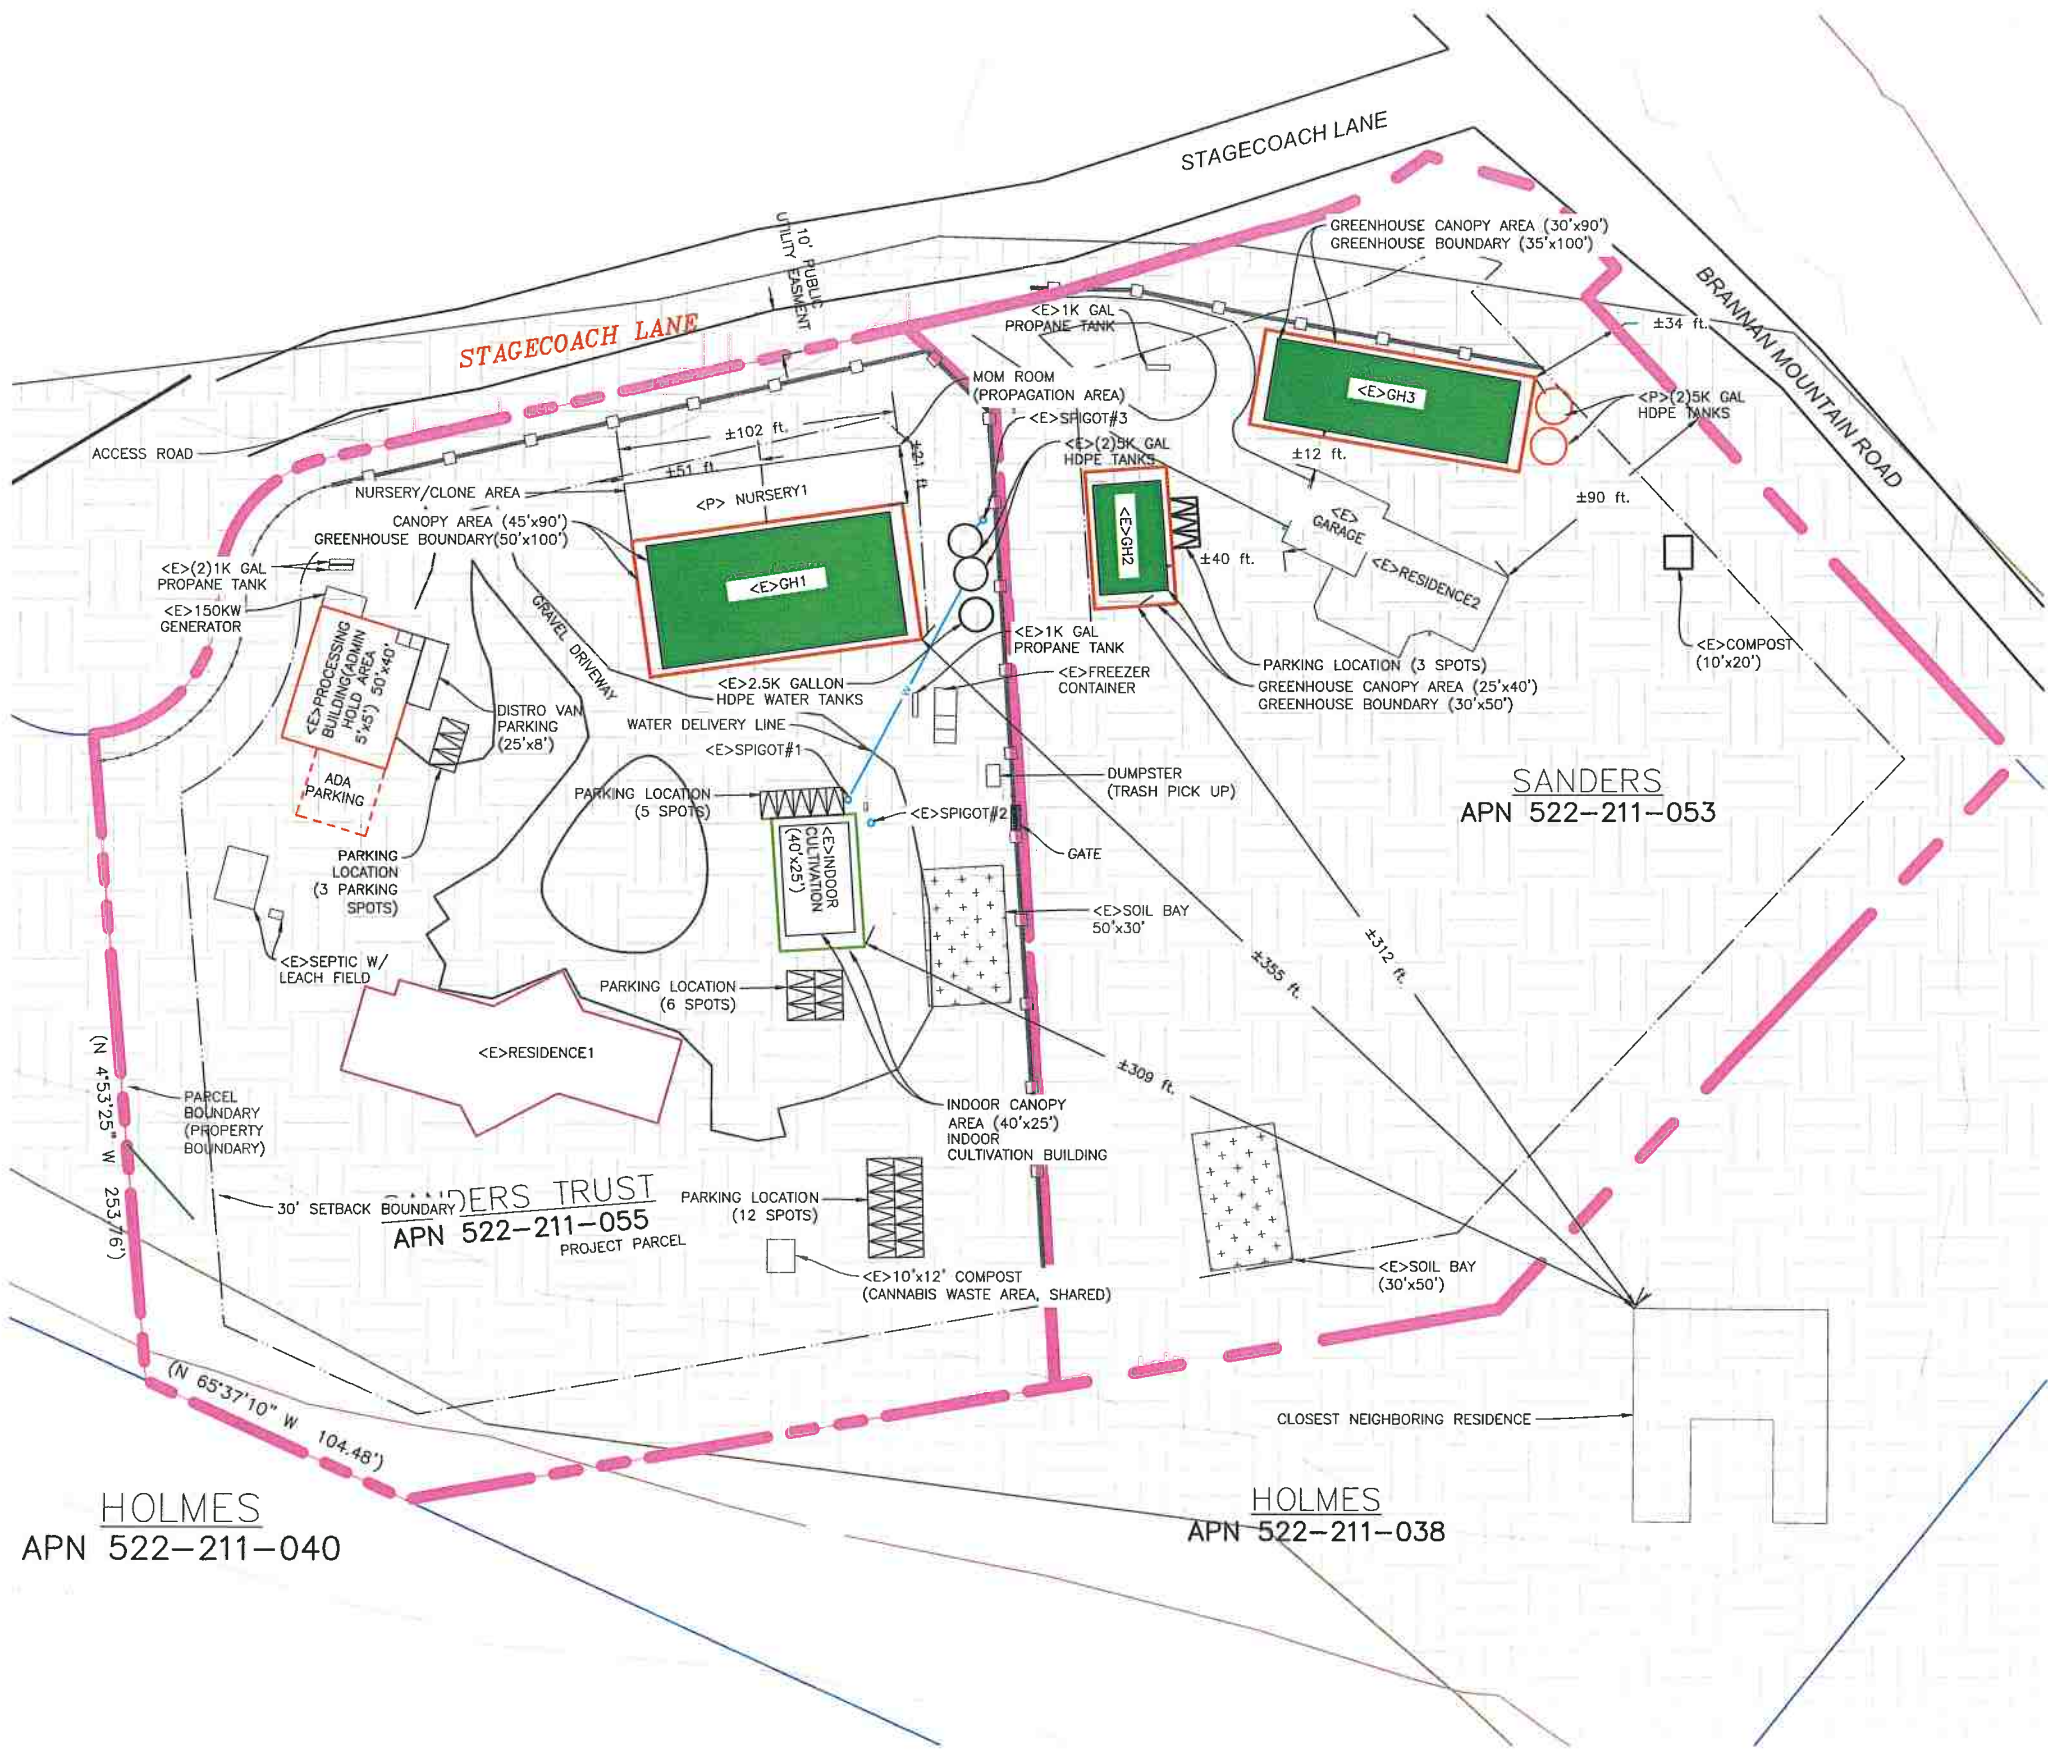 STAGECOACH LANE
BRANNAN MOUNTAIN ROAD
10' PUBLIC
UTILITY EASMENT
STAGECOACH LANE
GREENHOUSE CANOPY AREA (30'x90')
GREENHOUSE BOUNDARY (35'x100')
<E>1K GAL
PROPANE TANK
±34 ft.
<E>GH3
<P>(2)5K GAL
HDPE TANKS
±12 ft.
±90 ft.
MOM ROOM
(PROPAGATION AREA)
<E>SPIGOT#3
<E>(2)5K GAL
HDPE TANKS
ACCESS ROAD
±102 ft.
±51 ft.
±21 ft.
NURSERY/CLONE AREA
<P> NURSERY1
CANOPY AREA (45'x90')
GREENHOUSE BOUNDARY(50'x100')
<E>GH1
<E>GH2
±40 ft.
<E>
GARAGE
<E>RESIDENCE2
<E>COMPOST
(10'x20')
<E>(2)1K GAL
PROPANE TANK
<E>150KW
GENERATOR
<E>PROCESSING
BUILDING(ADMIN
HOLD AREA
5'x5') 50'x40'
GRAVEL DRIVEWAY
<E>1K GAL
PROPANE TANK
<E>FREEZER
CONTAINER
PARKING LOCATION (3 SPOTS)
GREENHOUSE CANOPY AREA (25'x40')
GREENHOUSE BOUNDARY (30'x50')
<E>2.5K GALLON
HDPE WATER TANKS
W
DISTRO VAN
PARKING
(25'x8')
WATER DELIVERY LINE
<E>SPIGOT#1
ADA
PARKING
PARKING LOCATION
(5 SPOTS)
DUMPSTER
(TRASH PICK UP)
<E>SPIGOT#2
SANDERS
APN 522-211-053
<E>INDOOR
CULTIVATION
(40'x25')
GATE
PARKING
LOCATION
(3 PARKING
SPOTS)
<E>SOIL BAY
50'x30'
<E>SEPTIC W/
LEACH FIELD
±312 ft.
±355 ft.
PARKING LOCATION
(6 SPOTS)
<E>RESIDENCE1
±309 ft.
(N 4°53'25" W 253.76')
PARCEL
BOUNDARY
(PROPERTY
BOUNDARY)
INDOOR CANOPY
AREA (40'x25')
INDOOR
CULTIVATION BUILDING
30' SETBACK BOUNDARY
DERS TRUST
APN 522-211-055
PROJECT PARCEL
PARKING LOCATION
(12 SPOTS)
<E>10'x12' COMPOST
(CANNABIS WASTE AREA, SHARED)
<E>SOIL BAY
(30'x50')
(N 65°37'10" W 104.48')
CLOSEST NEIGHBORING RESIDENCE
HOLMES
APN 522-211-040
HOLMES
APN 522-211-038